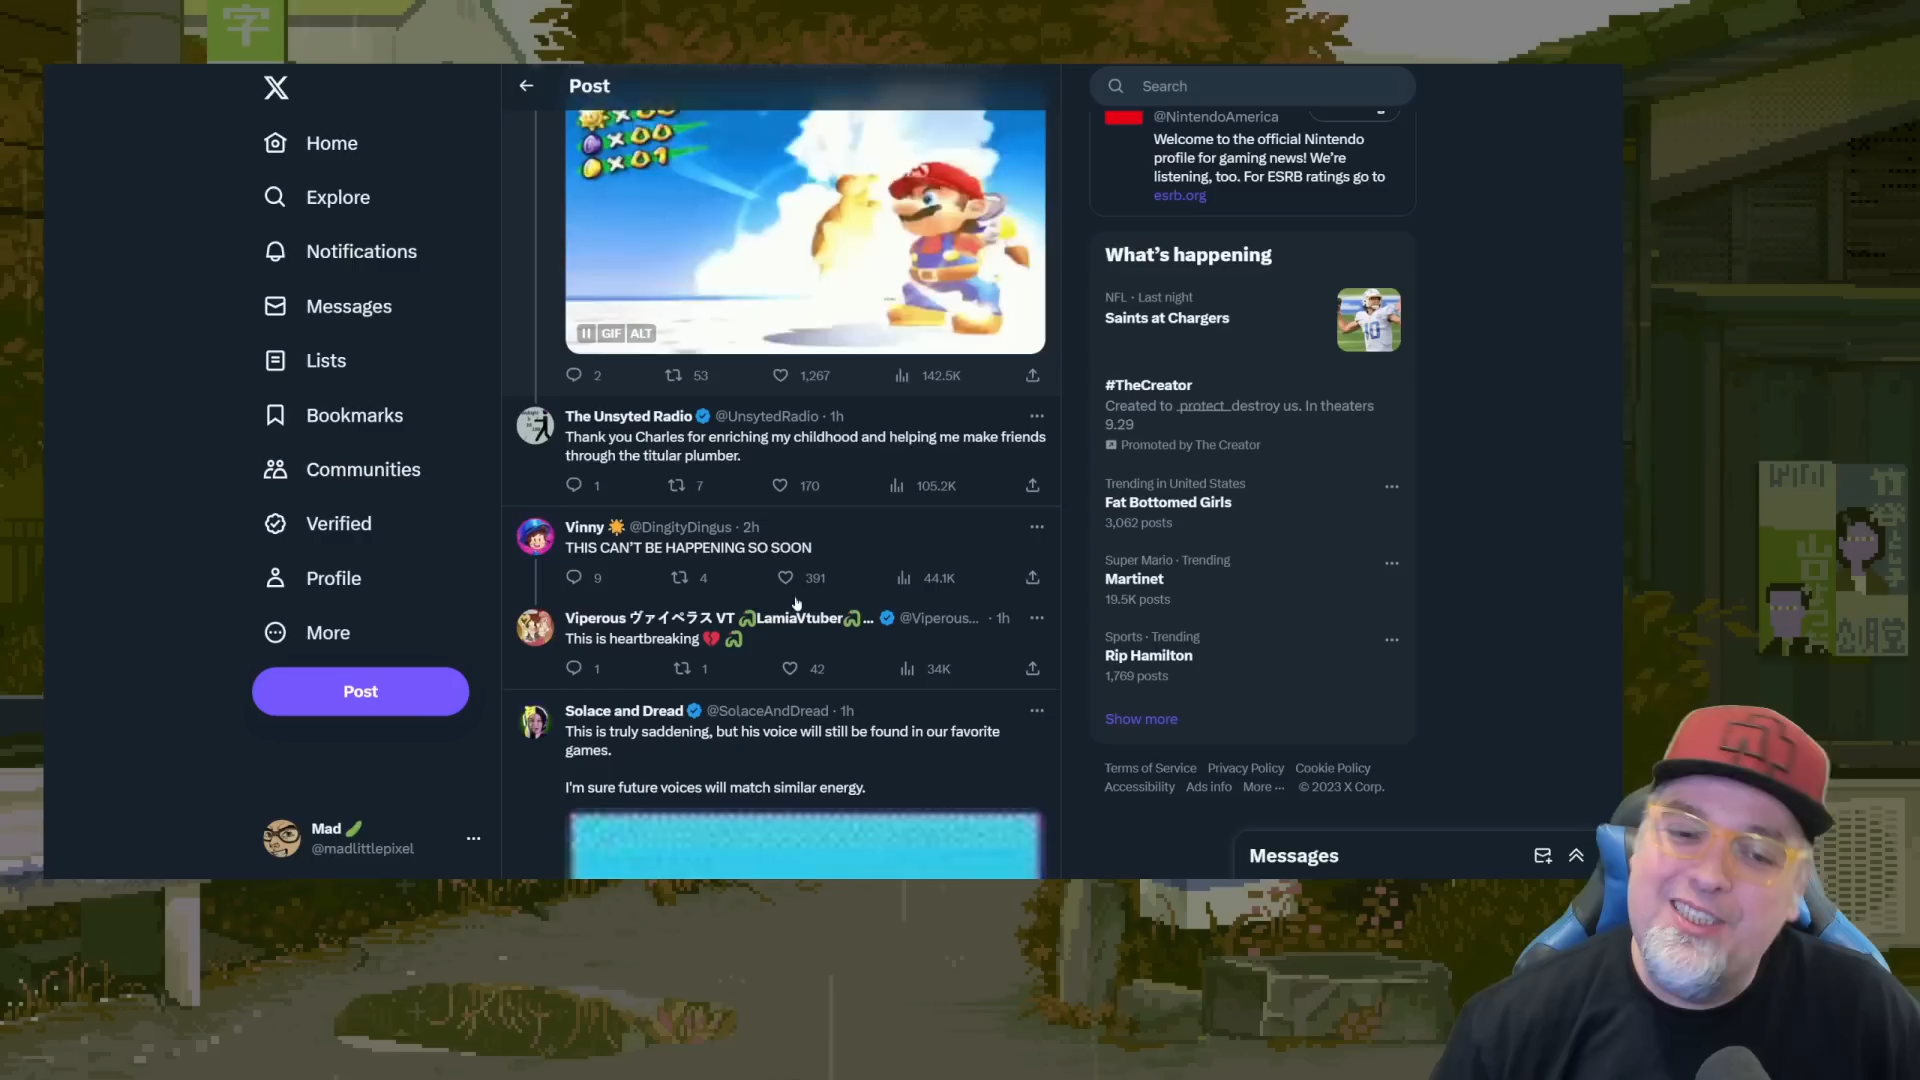 字
X
Home
Explore
Notifications
Messages
Lists
Bookmarks
Communities
Verified
Profile
More
Post
Mad
@madlittlepixel
Post
x00
x01
GIF ALT
2 53 1,267 142.5K
The Unsyted Radio @UnsytedRadio · 1h
Thank you Charles for enriching my childhood and helping me make friends
through the titular plumber.
1 7 170 105.2K
Vinny @DingityDingus · 2h
THIS CAN'T BE HAPPENING SO SOON
9 4 391 44.1K
Viperous ヴァイペラス VT LamiaVtuber... @Viperous... · 1h
This is heartbreaking
1 1 42 34K
Solace and Dread @SolaceAndDread · 1h
This is truly saddening, but his voice will still be found in our favorite
games.
I'm sure future voices will match similar energy.
Search
@NintendoAmerica
Welcome to the official Nintendo
profile for gaming news! We're
listening, too. For ESRB ratings go to
esrb.org
What's happening
NFL · Last night
Saints at Chargers
#TheCreator
Created to protect destroy us. In theaters
9.29
Promoted by The Creator
Trending in United States
Fat Bottomed Girls
3,062 posts
Super Mario · Trending
Martinet
19.5K posts
Sports · Trending
Rip Hamilton
1,769 posts
Show more
Terms of Service Privacy Policy Cookie Policy
Accessibility Ads info More ... © 2023 X Corp.
Messages